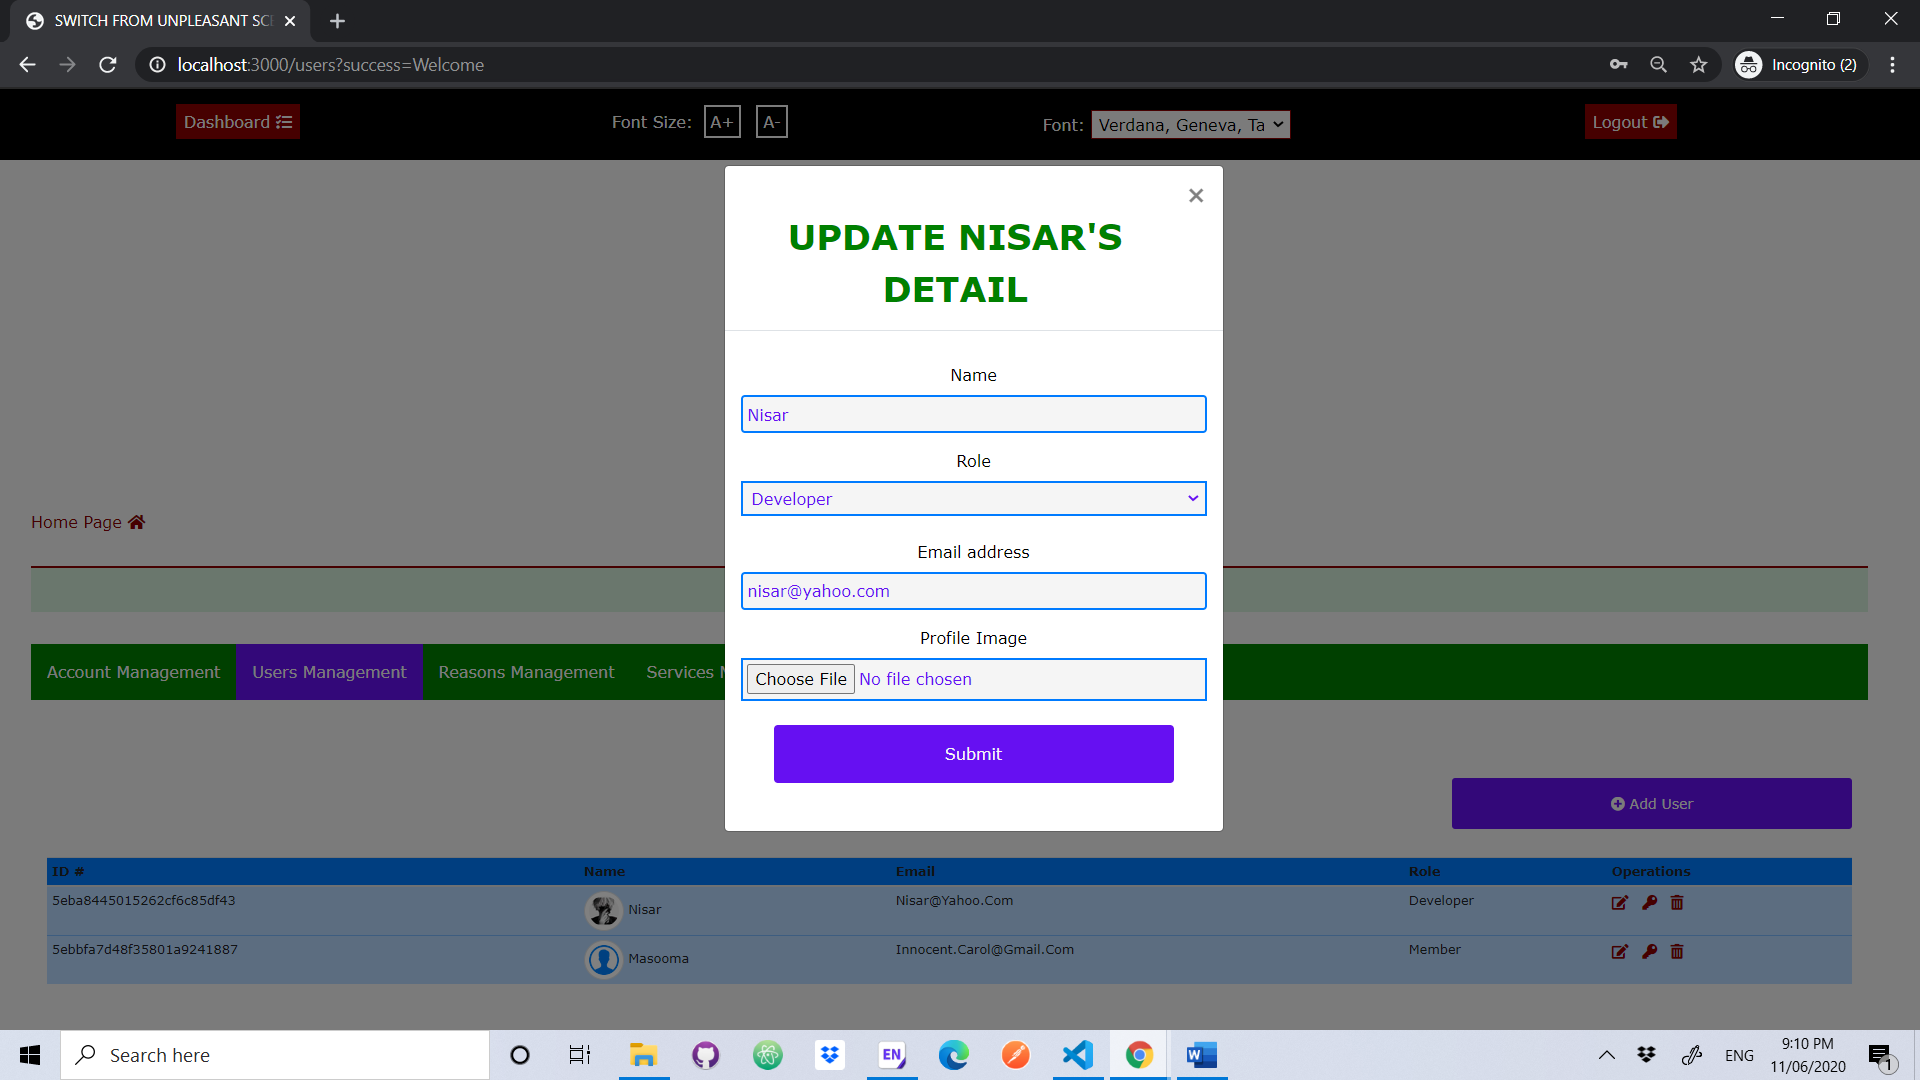 SWITCH FROM UNPLEASANT SCE
localhost:3000/users?success=Welcome
Incognito (2)
Dashboard
Font Size: A+ A-
Font: Verdana, Geneva, Ta
Logout
×
UPDATE NISAR'S
DETAIL
Name
Nisar
Role
Developer
Email address
nisar@yahoo.com
Profile Image
Choose File No file chosen
Submit
Home Page
Account Management Users Management Reasons Management Services M
Add User
ID # Name Email Role Operations
5eba8445015262cf6c85df43 Nisar Nisar@Yahoo.Com Developer
5ebbfa7d48f35801a9241887 Masooma Innocent.Carol@Gmail.Com Member
Search here
EN
W
ENG
9:10 PM
11/06/2020
1